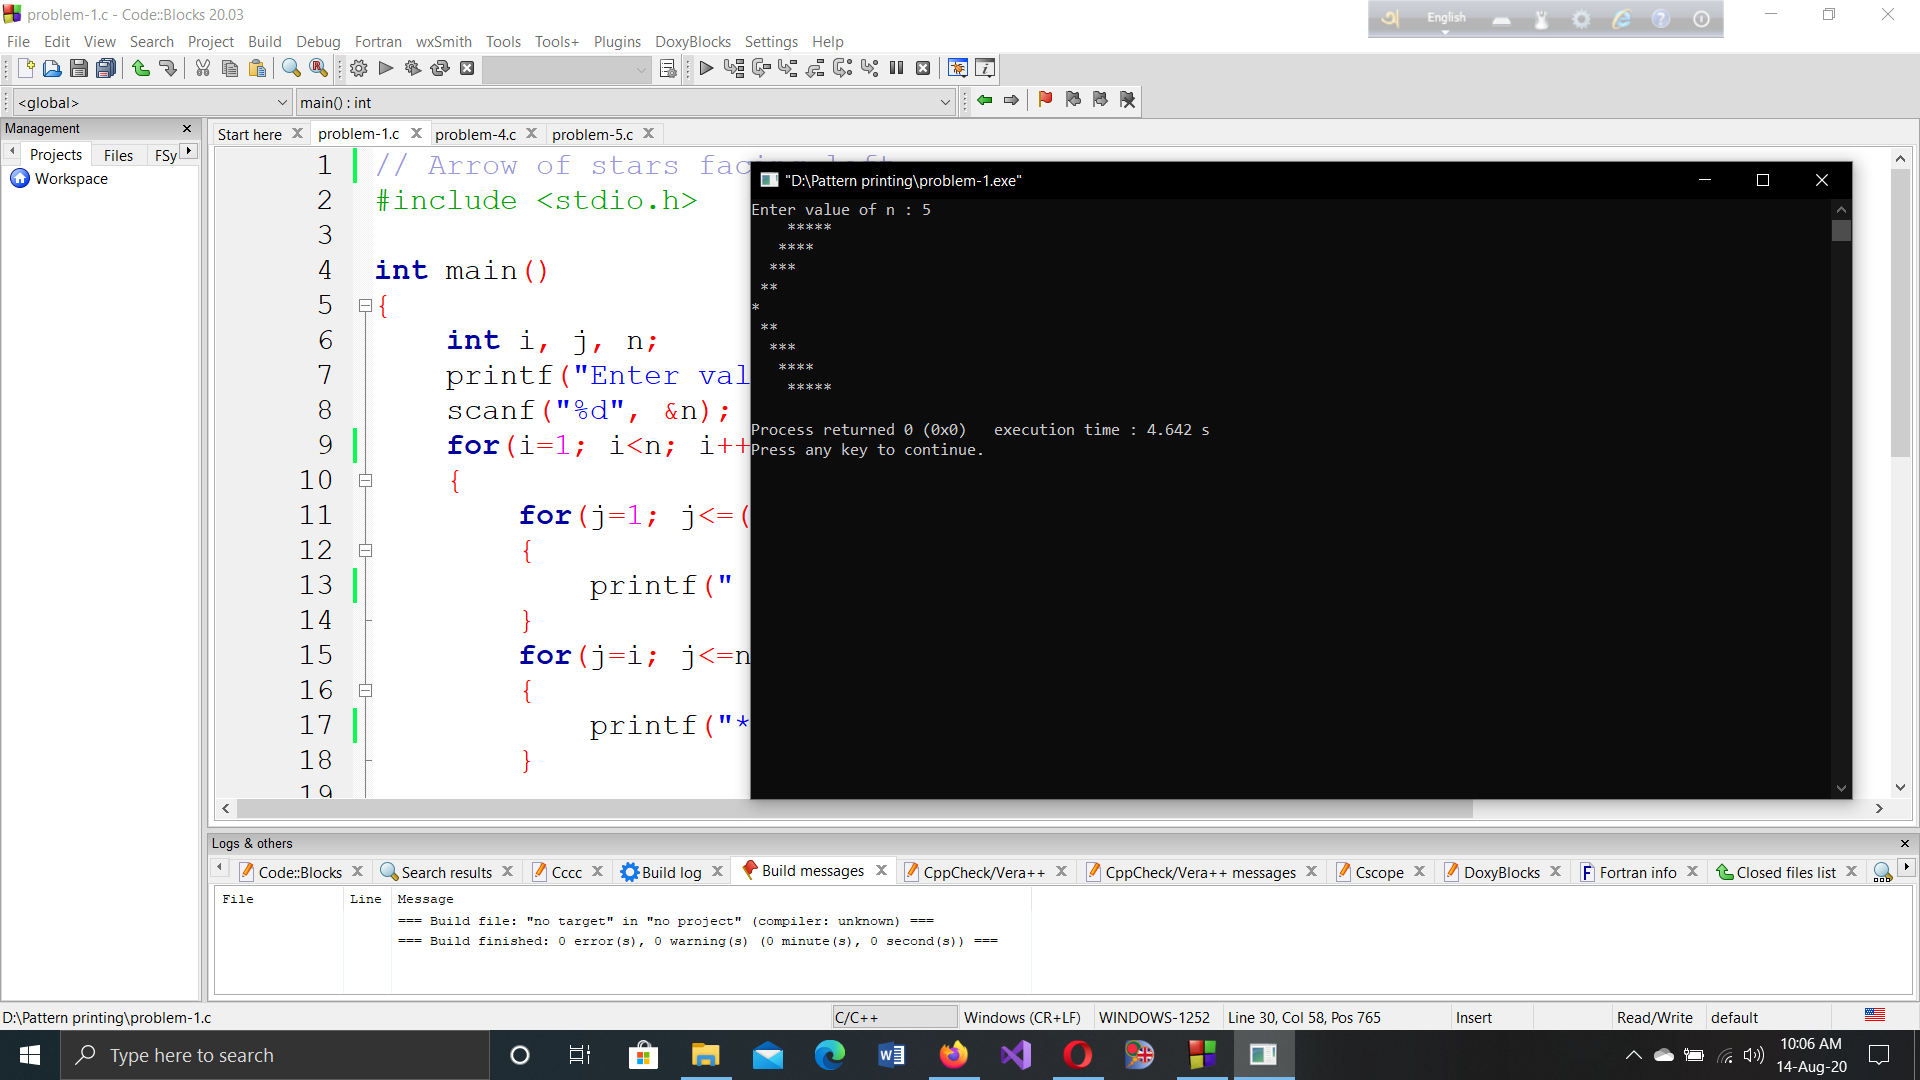 problem-1.c - Code::Blocks 20.03
English
File Edit View Search Project Build Debug Fortran wxSmith Tools Tools+ Plugins DoxyBlocks Settings Help
<global> main() : int
Management
Start here problem-1.c problem-4.c problem-5.c
Projects Files FSy
Workspace
1 // Arrow of stars
2 #include <stdio.h>
3
4 int main()
5 {
6 int i, j, n;
7 printf("Enter val
8 scanf("%d", &n);
9 for(i=1; i<n; i++
10 {
11 for(j=1; j<=(
12 {
13 printf("
14 }
15 for(j=i; j<=n
16 {
17 printf("*
18 }
19
"D:\Pattern printing\problem-1.exe"
Enter value of n : 5
    *****
   ****
  ***
 **
*
 **
  ***
   ****
    *****
Process returned 0 (0x0)   execution time : 4.642 s
Press any key to continue.
Logs & others
Code::Blocks Search results Cccc Build log Build messages CppCheck/Vera++ CppCheck/Vera++ messages Cscope DoxyBlocks Fortran info Closed files list
File Line Message
=== Build file: "no target" in "no project" (compiler: unknown) ===
=== Build finished: 0 error(s), 0 warning(s) (0 minute(s), 0 second(s)) ===
D:\Pattern printing\problem-1.c C/C++ Windows (CR+LF) WINDOWS-1252 Line 30, Col 58, Pos 765 Insert Read/Write default
Type here to search
10:06 AM
14-Aug-20